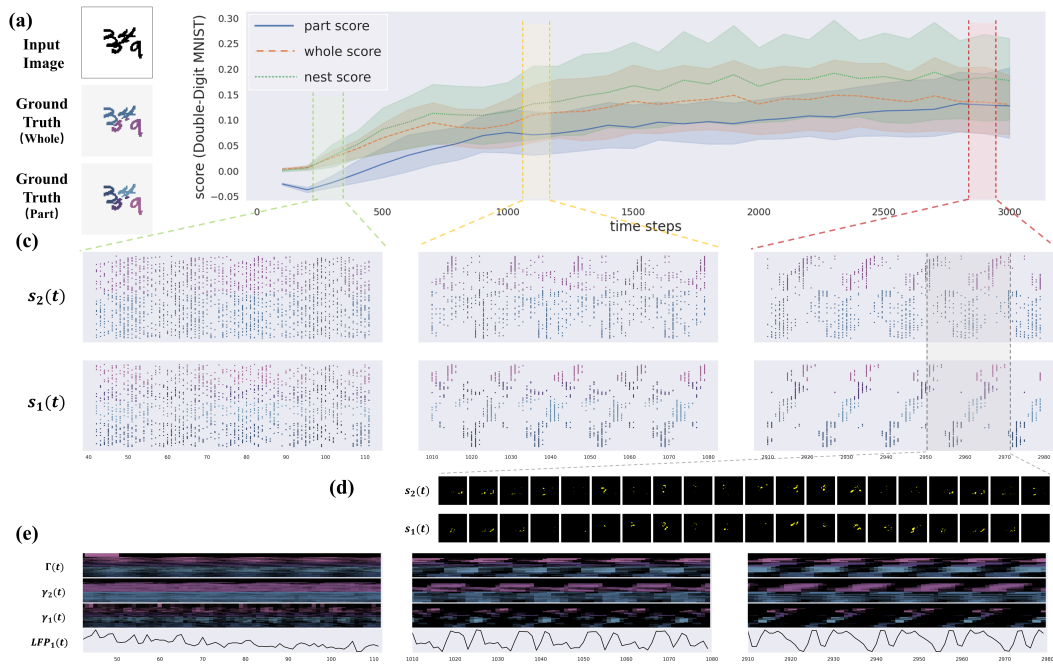 (a)
Input
Image
Ground
Truth
(Whole)
Ground
Truth
(Part)
score (Double-Digit MNIST)
0.30
0.25
0.20
0.15
0.10
0.05
0.00
−0.05
part score
whole score
nest score
0 500 1000 1500 2000 2500 3000
time steps
(c)
s₂(t)
s₁(t)
40 50 60 70 80 90 100 110
1010 1020 1030 1040 1050 1060 1070 1080
2910 2920 2930 2940 2950 2960 2970 2980
(d)
s₂(t)
s₁(t)
(e)
Γ(t)
γ₂(t)
γ₁(t)
LFP₁(t)
50 60 70 80 90 100 110
1010 1020 1030 1040 1050 1060 1070 1080
2910 2920 2930 2940 2950 2960 2970 2980